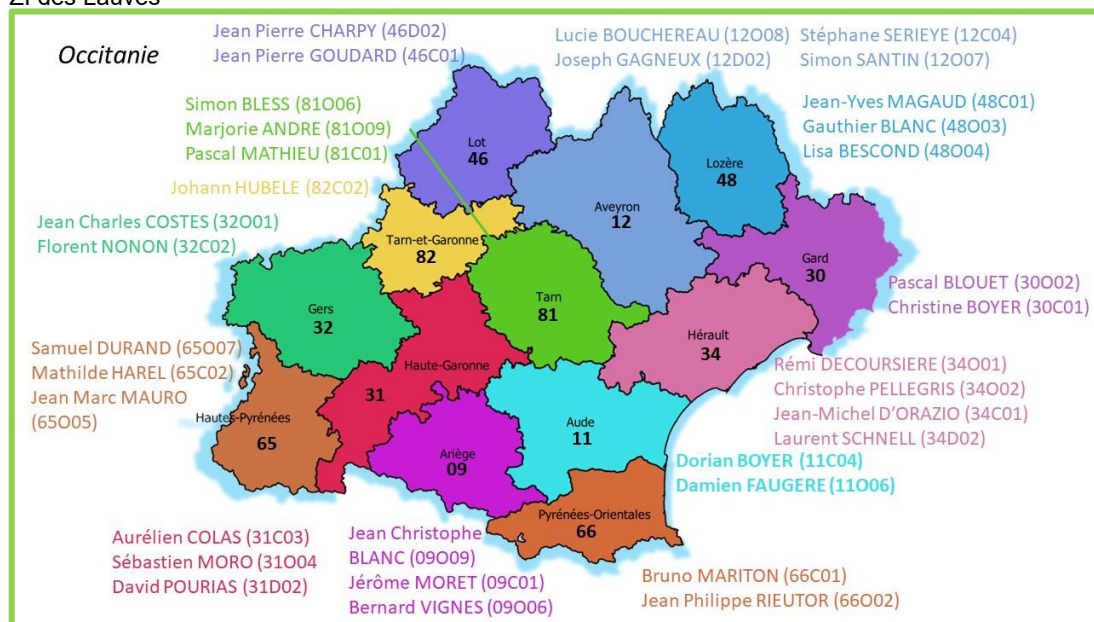 ZI des Lauves
Occitanie
Jean Pierre CHARPY (46D02)
Jean Pierre GOUDARD (46C01)
Lucie BOUCHEREAU (12O08)
Joseph GAGNEUX (12D02)
Stéphane SERIEYE (12C04)
Simon SANTIN (12O07)
Simon BLESS (81O06)
Marjorie ANDRE (81O09)
Pascal MATHIEU (81C01)
Jean-Yves MAGAUD (48C01)
Gauthier BLANC (48O03)
Lisa BESCOND (48O04)
Johann HUBELE (82C02)
Jean Charles COSTES (32O01)
Florent NONON (32C02)
Lot
46
Lozère
48
Aveyron
12
Tarn-et-Garonne
82
Gard
30
Pascal BLOUET (30O02)
Christine BOYER (30C01)
Gers
32
Tarn
81
Hérault
34
Samuel DURAND (65O07)
Mathilde HAREL (65C02)
Jean Marc MAURO
(65O05)
Haute-Garonne
31
Rémi DECOURSIERE (34O01)
Christophe PELLEGRIS (34O02)
Jean-Michel D'ORAZIO (34C01)
Laurent SCHNELL (34D02)
Hautes-Pyrénées
65
Aude
11
Ariège
09
Dorian BOYER (11C04)
Damien FAUGERE (11O06)
Pyrénées-Orientales
66
Aurélien COLAS (31C03)
Sébastien MORO (31O04
David POURIAS (31D02)
Jean Christophe
BLANC (09O09)
Jérôme MORET (09C01)
Bernard VIGNES (09O06)
Bruno MARITON (66C01)
Jean Philippe RIEUTOR (66O02)